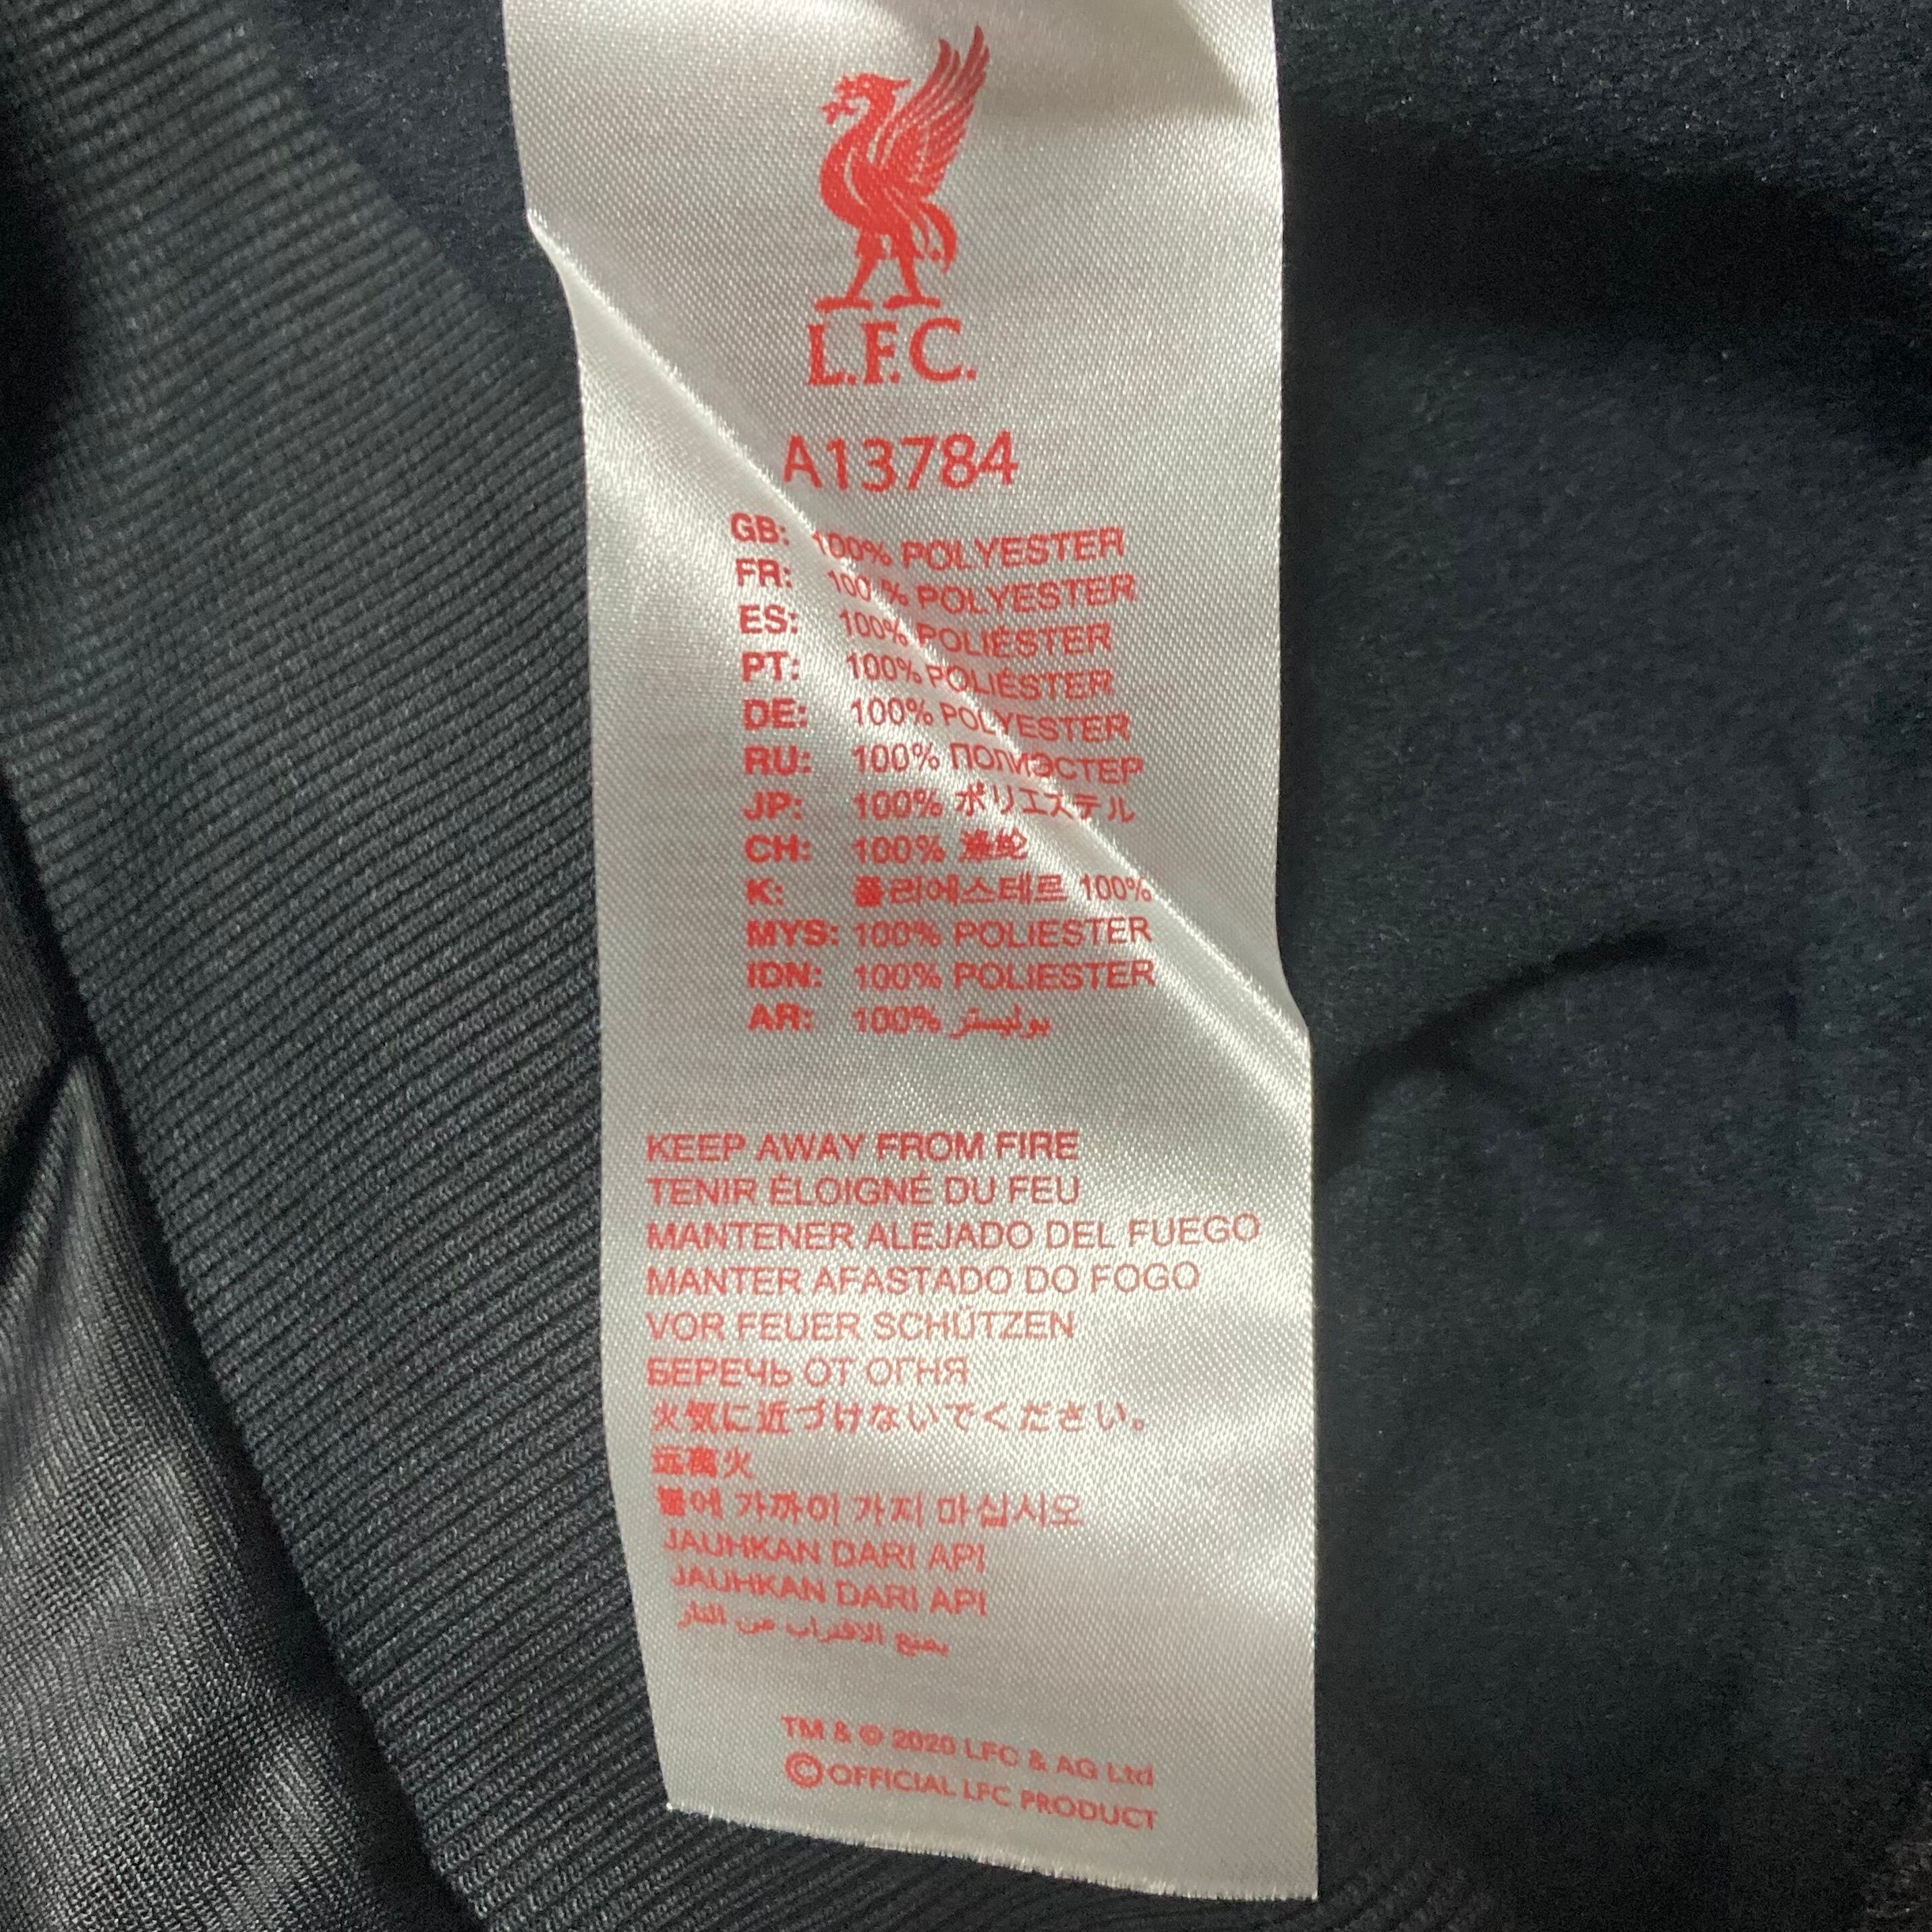 L.F.C.
A13784
GB: 100% POLYESTER
FR: 100% POLYESTER
ES: 100% POLIÉSTER
PT: 100% POLIÉSTER
DE: 100% POLYESTER
RU: 100% ПОЛИЭСТЕР
JP: 100% ポリエステル
CH: 100% 涤纶
K: 폴리에스테르 100%
MYS: 100% POLIESTER
IDN: 100% POLIESTER
AR: 100% بوليستر
KEEP AWAY FROM FIRE
TENIR ÉLOIGNÉ DU FEU
MANTENER ALEJADO DEL FUEGO
MANTER AFASTADO DO FOGO
VOR FEUER SCHÜTZEN
БЕРЕЧЬ ОТ ОГНЯ
火気に近づけないでください。
远离火
불에 가까이 가지 마십시오
JAUHKAN DARI API
JAUHKAN DARI API
يمنع الاقتراب من النار
TM & © 2020 LFC & AG Ltd
©OFFICIAL LFC PRODUCT